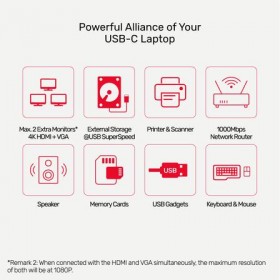 Powerful Alliance of Your
USB-C Laptop
Max. 2 Extra Monitors*
4K HDMI + VGA
External Storage
@USB SuperSpeed
Printer & Scanner
1000Mbps
Network Router
USB
Speaker
Memory Cards
USB Gadgets
Keyboard & Mouse
*Remark 2: When connected with the HDMI and VGA simultaneously, the maximum resolution
of both will be at 1080P.